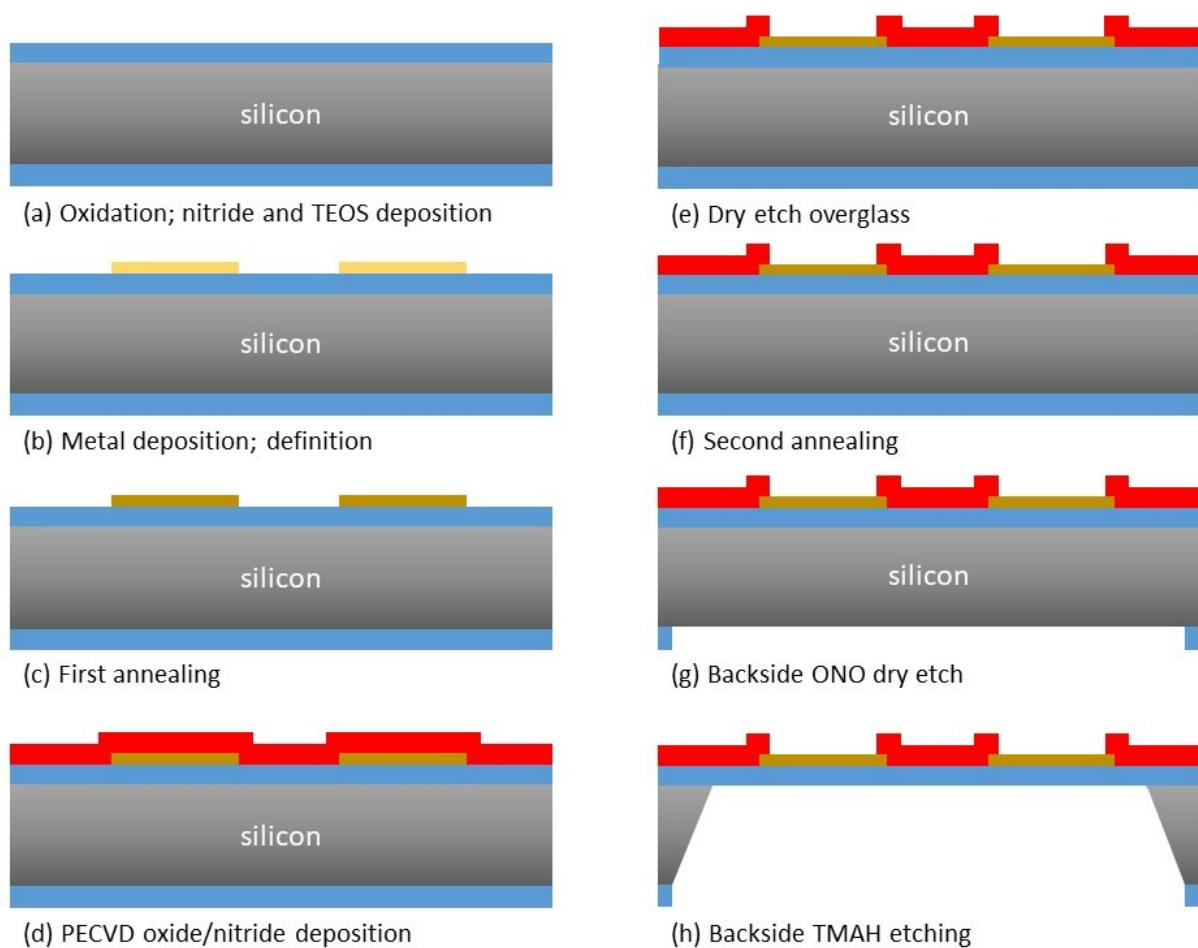 silicon
(a) Oxidation; nitride and TEOS deposition
silicon
(b) Metal deposition; definition
silicon
(c) First annealing
silicon
(d) PECVD oxide/nitride deposition
silicon
(e) Dry etch overglass
silicon
(f) Second annealing
silicon
(g) Backside ONO dry etch
(h) Backside TMAH etching